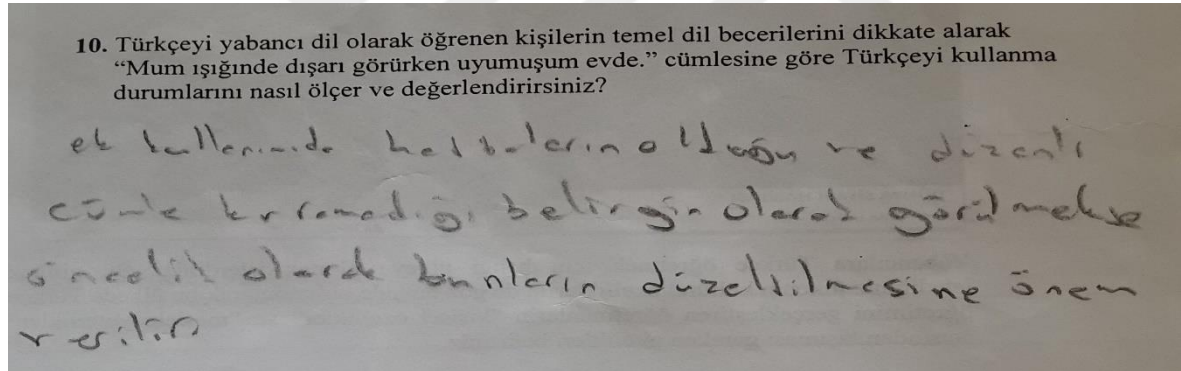 10. Türkçeyi yabancı dil olarak öğrenen kişilerin temel dil becerilerini dikkate alarak
“Mum ışığınde dışarı görürken uyumuşum evde.” cümlesine göre Türkçeyi kullanma
durumlarını nasıl ölçer ve değerlendirirsiniz?
ek kullanımında hataların olduğu ve düzenli
cümle kuramadığı belirgin olarak görülmekte
öncelik olarak bunların düzeltilmesine önem
verilir